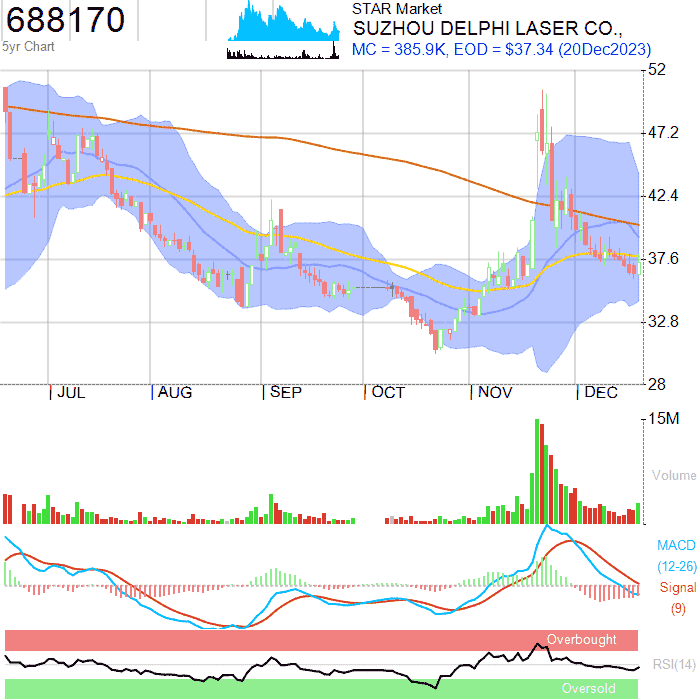 688170
5yr Chart
STAR Market
SUZHOU DELPHI LASER CO.,
MC = 385.9K, EOD = $37.34 (20Dec2023)
52
47.2
42.4
37.6
32.8
28
JUL AUG SEP OCT NOV DEC
15M
Volume
MACD
(12-26)
Signal
(9)
Overbought
RSI(14)
Oversold